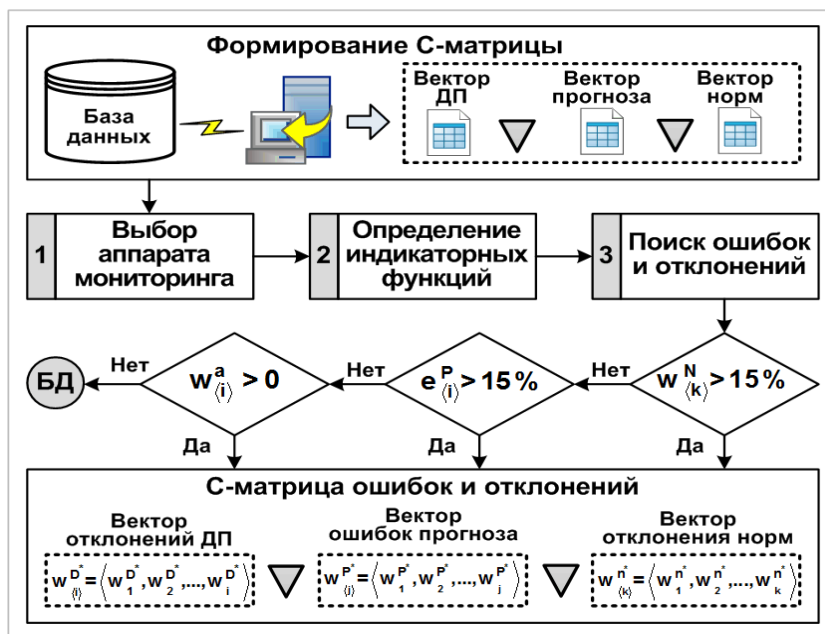 Формирование С-матрицы
База
данных
Вектор
ДП
Вектор
прогноза
Вектор
норм
1
Выбор
аппарата
мониторинга
2
Определение
индикаторных
функций
3
Поиск ошибок
и отклонений
БД
Нет
w^a_⟨i⟩ > 0
Нет
e^P_⟨i⟩ > 15%
Нет
w^N_⟨k⟩ > 15%
Да
Да
Да
С-матрица ошибок и отклонений
Вектор
отклонений ДП
w^D*_⟨i⟩=⟨w^D*_1,w^D*_2,...,w^D*_i⟩
Вектор
ошибок прогноза
w^P*_⟨j⟩=⟨w^P*_1,w^P*_2,...,w^P*_j⟩
Вектор
отклонения норм
w^n*_⟨k⟩=⟨w^n*_1,w^n*_2,...,w^n*_k⟩